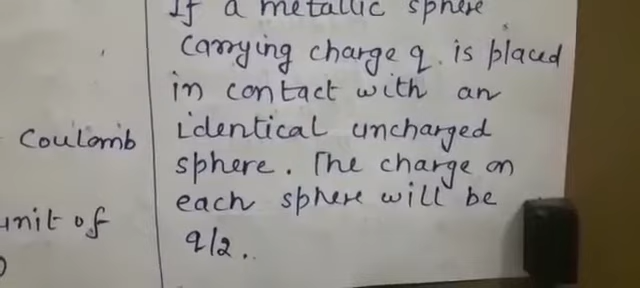 If a metallic sphere
Carrying charge q. is placed
in contact with an
Coulomb
identical uncharged
sphere. The charge on
each sphere will be
unit of
q/2.